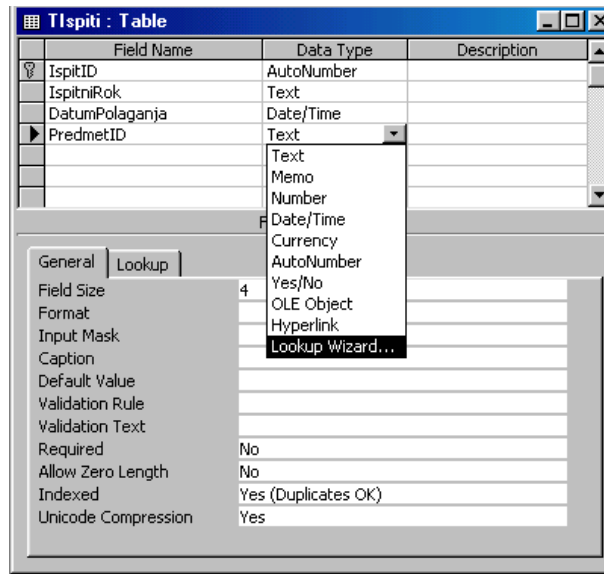 TIspiti : Table
Field Name Data Type Description
IspitID AutoNumber
IspitniRok Text
DatumPolaganja Date/Time
PredmetID Text
Text
Memo
Number
F Date/Time
Currency
AutoNumber
Yes/No
OLE Object
Hyperlink
Lookup Wizard...
General Lookup
Field Size 4
Format
Input Mask
Caption
Default Value
Validation Rule
Validation Text
Required No
Allow Zero Length No
Indexed Yes (Duplicates OK)
Unicode Compression Yes